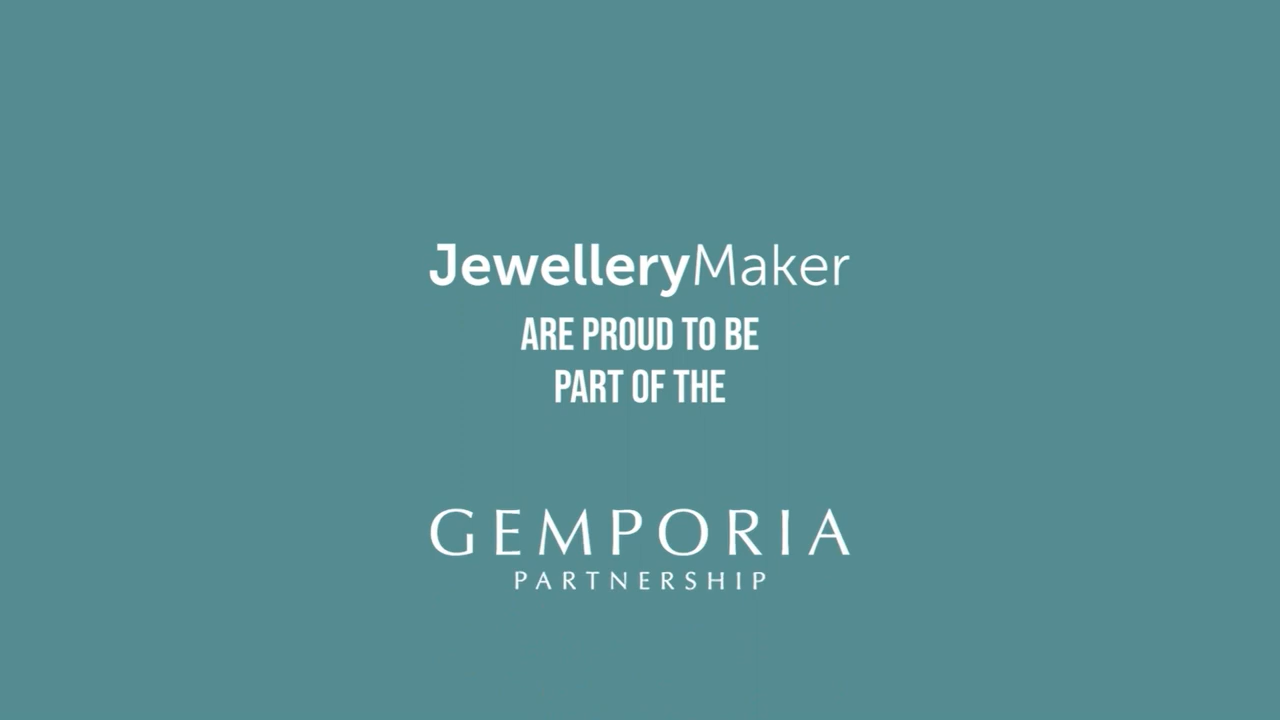 JewelleryMaker
ARE PROUD TO BE
PART OF THE
GEMPORIA
PARTNERSHIP